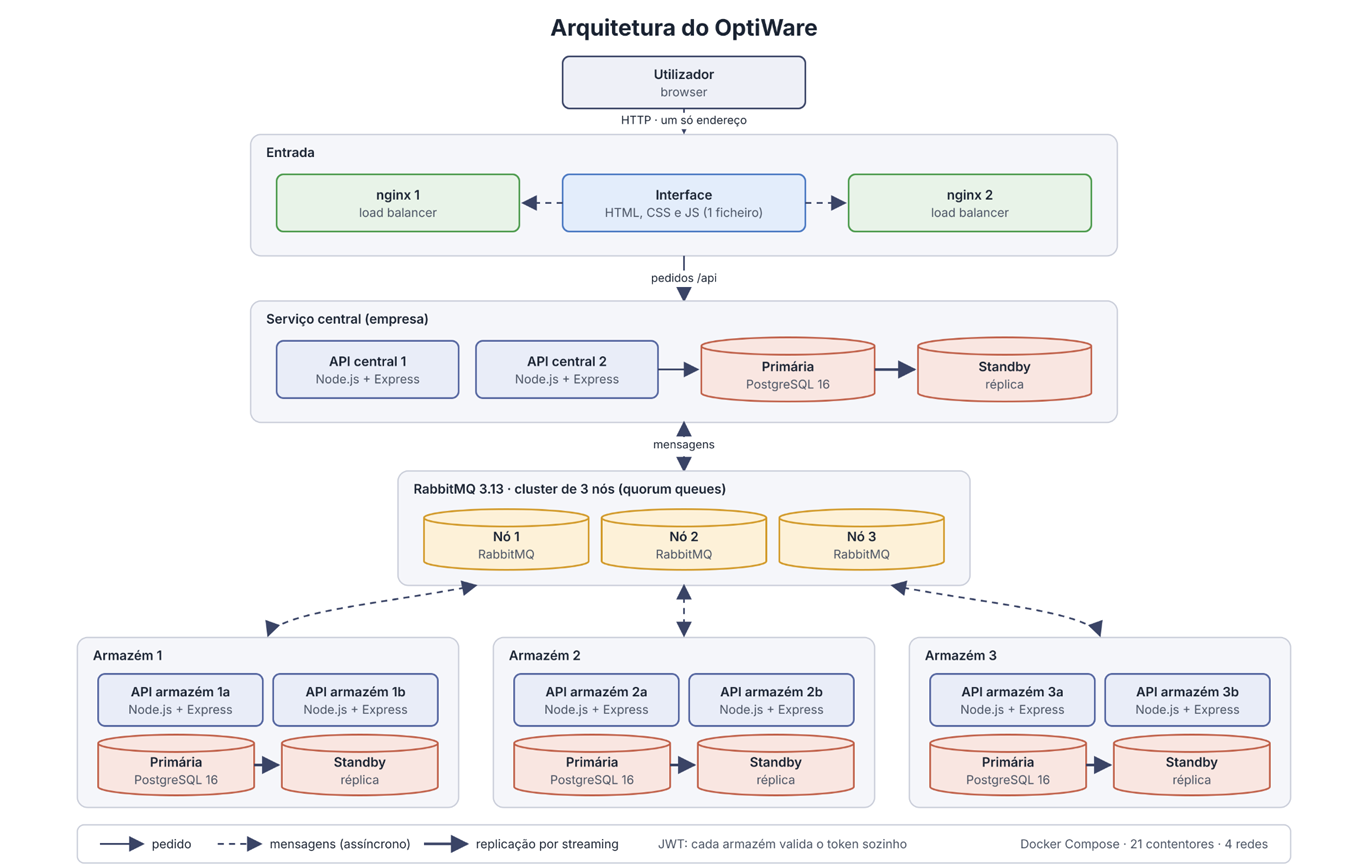 Arquitetura do OptiWare
Utilizador
browser
HTTP · um só endereço
Entrada
nginx 1
load balancer
Interface
HTML, CSS e JS (1 ficheiro)
nginx 2
load balancer
pedidos /api
Serviço central (empresa)
API central 1
Node.js + Express
API central 2
Node.js + Express
Primária
PostgreSQL 16
Standby
réplica
mensagens
RabbitMQ 3.13 · cluster de 3 nós (quorum queues)
Nó 1
RabbitMQ
Nó 2
RabbitMQ
Nó 3
RabbitMQ
Armazém 1
API armazém 1a
Node.js + Express
API armazém 1b
Node.js + Express
Primária
PostgreSQL 16
Standby
réplica
Armazém 2
API armazém 2a
Node.js + Express
API armazém 2b
Node.js + Express
Primária
PostgreSQL 16
Standby
réplica
Armazém 3
API armazém 3a
Node.js + Express
API armazém 3b
Node.js + Express
Primária
PostgreSQL 16
Standby
réplica
pedido
mensagens (assíncrono)
replicação por streaming
JWT: cada armazém valida o token sozinho
Docker Compose · 21 contentores · 4 redes